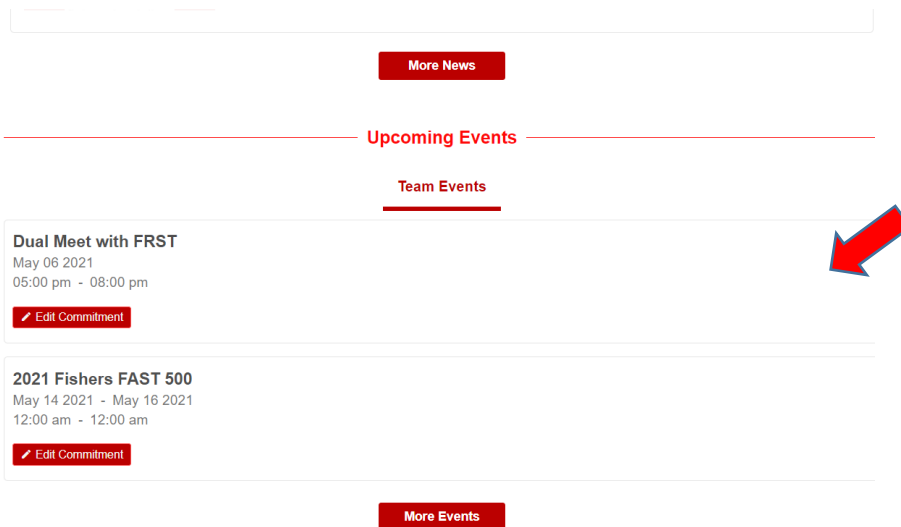 More News
Upcoming Events
Team Events
Dual Meet with FRST
May 06 2021
05:00 pm - 08:00 pm
Edit Commitment
2021 Fishers FAST 500
May 14 2021 - May 16 2021
12:00 am - 12:00 am
Edit Commitment
More Events